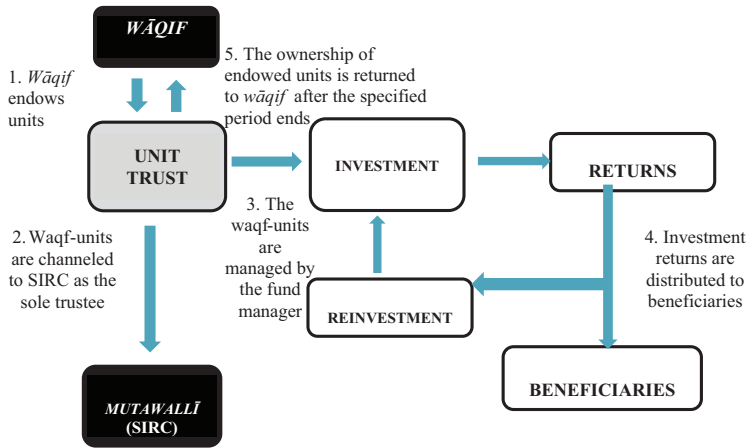 WĀQIF
1. Wāqif
endows
units
5. The ownership of
endowed units is returned
to wāqif after the specified
period ends
UNIT
TRUST
INVESTMENT
RETURNS
2. Waqf-units
are channeled
to SIRC as the
sole trustee
3. The
waqf-units
are
managed by
the fund
manager
REINVESTMENT
4. Investment
returns are
distributed to
beneficiaries
MUTAWALLĪ
(SIRC)
BENEFICIARIES